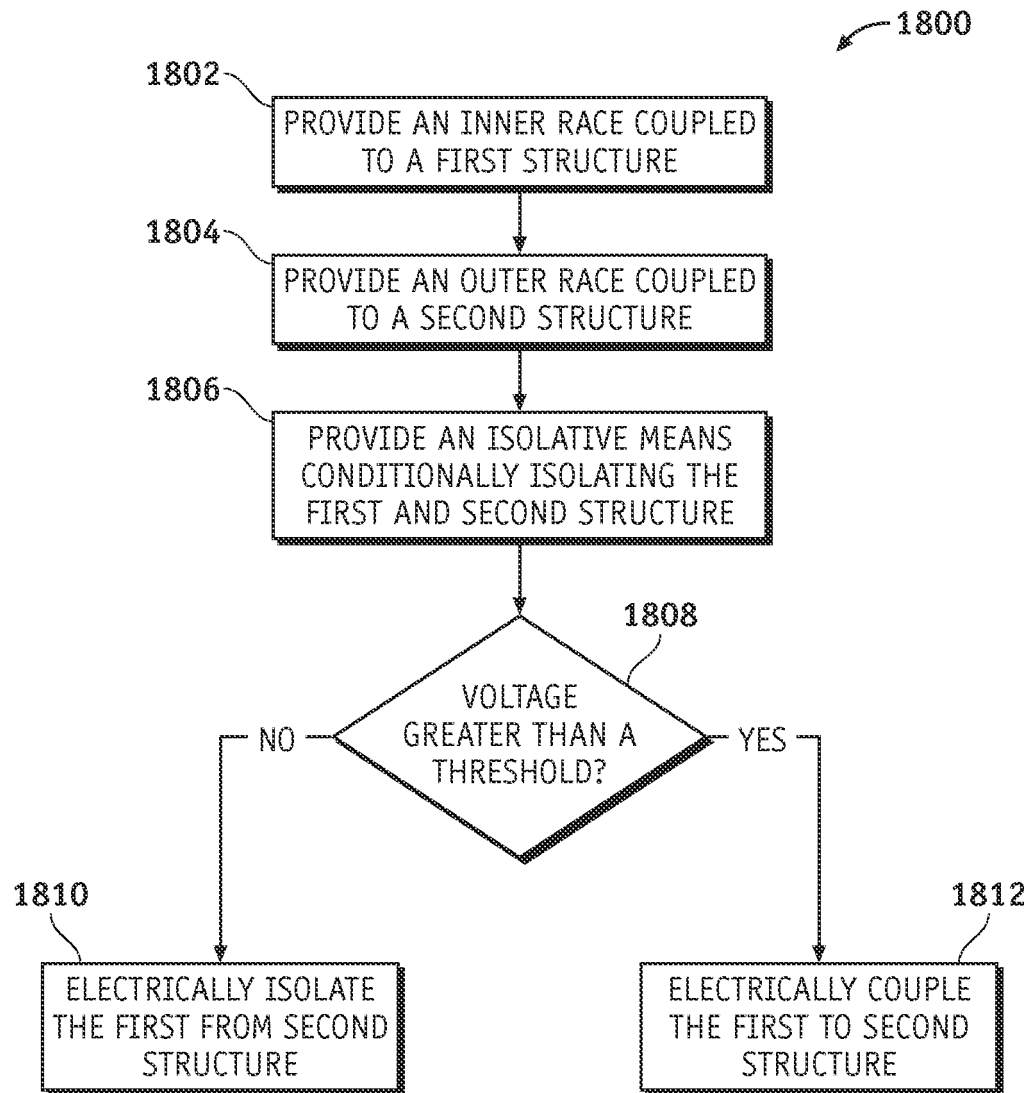 1800
1802
PROVIDE AN INNER RACE COUPLED
TO A FIRST STRUCTURE
1804
PROVIDE AN OUTER RACE COUPLED
TO A SECOND STRUCTURE
1806
PROVIDE AN ISOLATIVE MEANS
CONDITIONALLY ISOLATING THE
FIRST AND SECOND STRUCTURE
1808
VOLTAGE
GREATER THAN A
THRESHOLD?
NO
YES
1810
ELECTRICALLY ISOLATE
THE FIRST FROM SECOND
STRUCTURE
1812
ELECTRICALLY COUPLE
THE FIRST TO SECOND
STRUCTURE